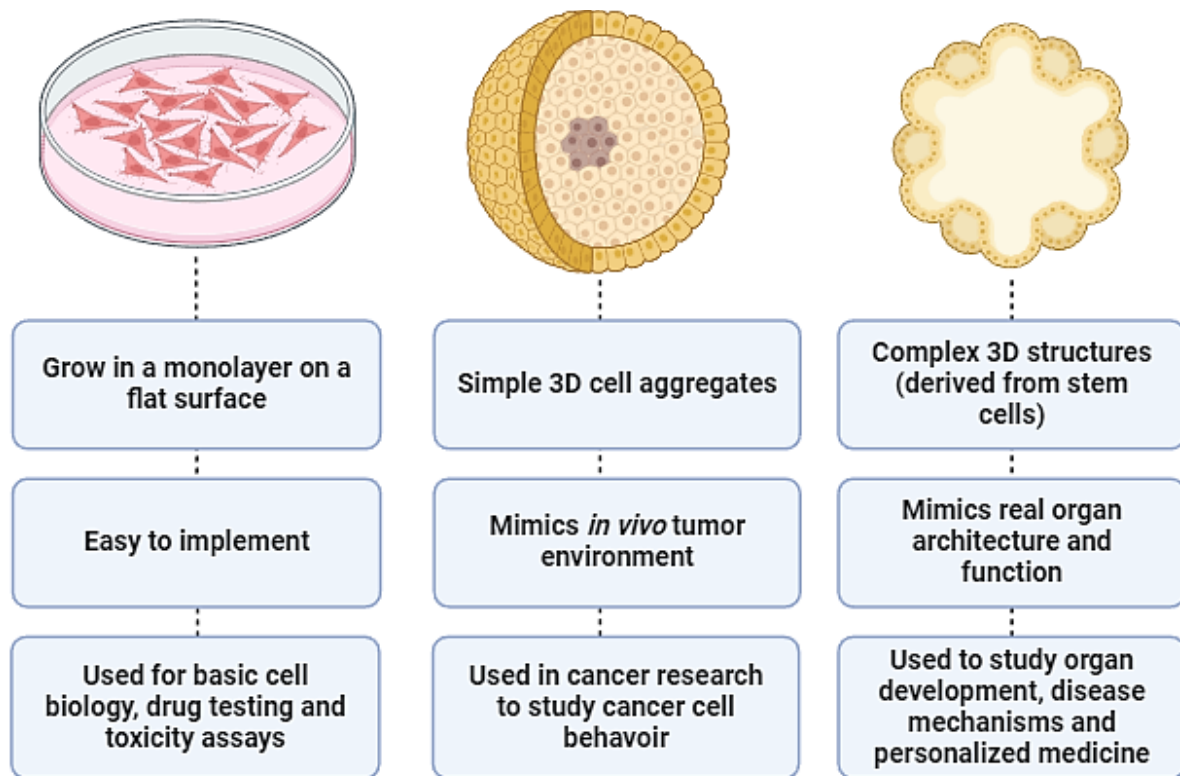 Grow in a monolayer on a
flat surface
Simple 3D cell aggregates
Complex 3D structures
(derived from stem
cells)
Easy to implement
Mimics in vivo tumor
environment
Mimics real organ
architecture and
function
Used for basic cell
biology, drug testing and
toxicity assays
Used in cancer research
to study cancer cell
behavoir
Used to study organ
development, disease
mechanisms and
personalized medicine